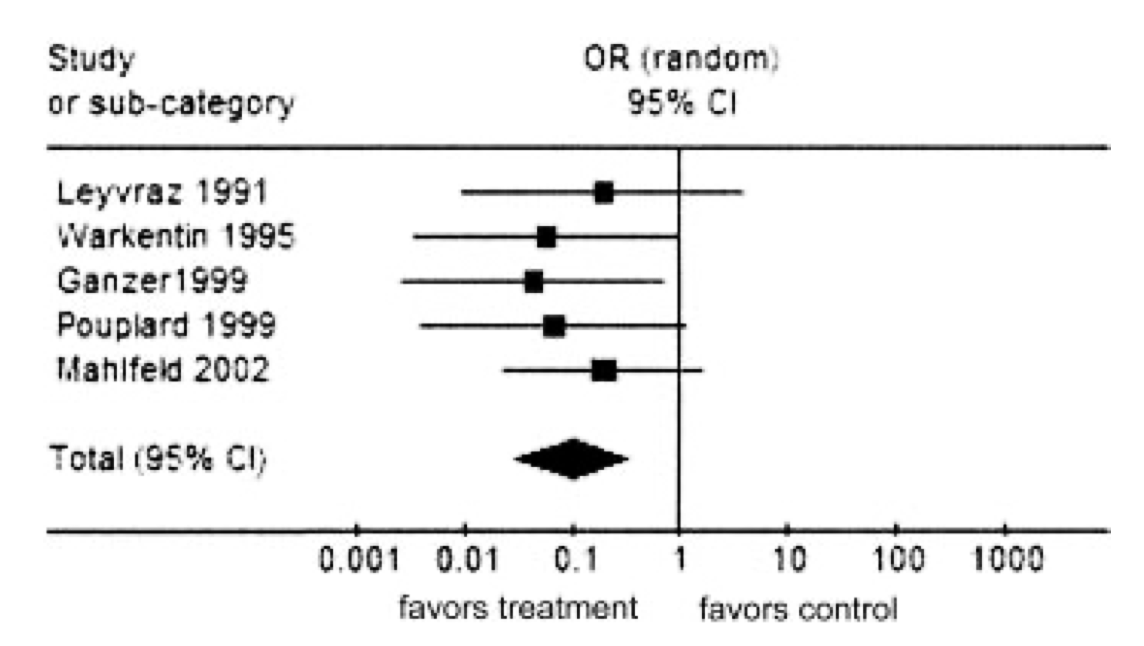 Study
or sub-category
OR (random)
95% CI
Leyvraz 1991
Warkentin 1995
Ganzer1999
Pouplard 1999
Mahlfeld 2002
Total (95% CI)
0.001 0.01 0.1 1 10 100 1000
favors treatment favors control